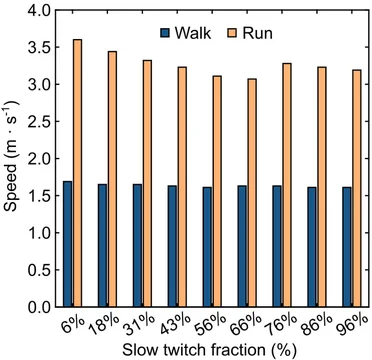 4.0
Walk Run
3.5
3.0
2.5
2.0
1.5
1.0
0.5
0.0
Speed (m · s-1)
6% 18% 31% 43% 56% 66% 76% 86% 96%
Slow twitch fraction (%)